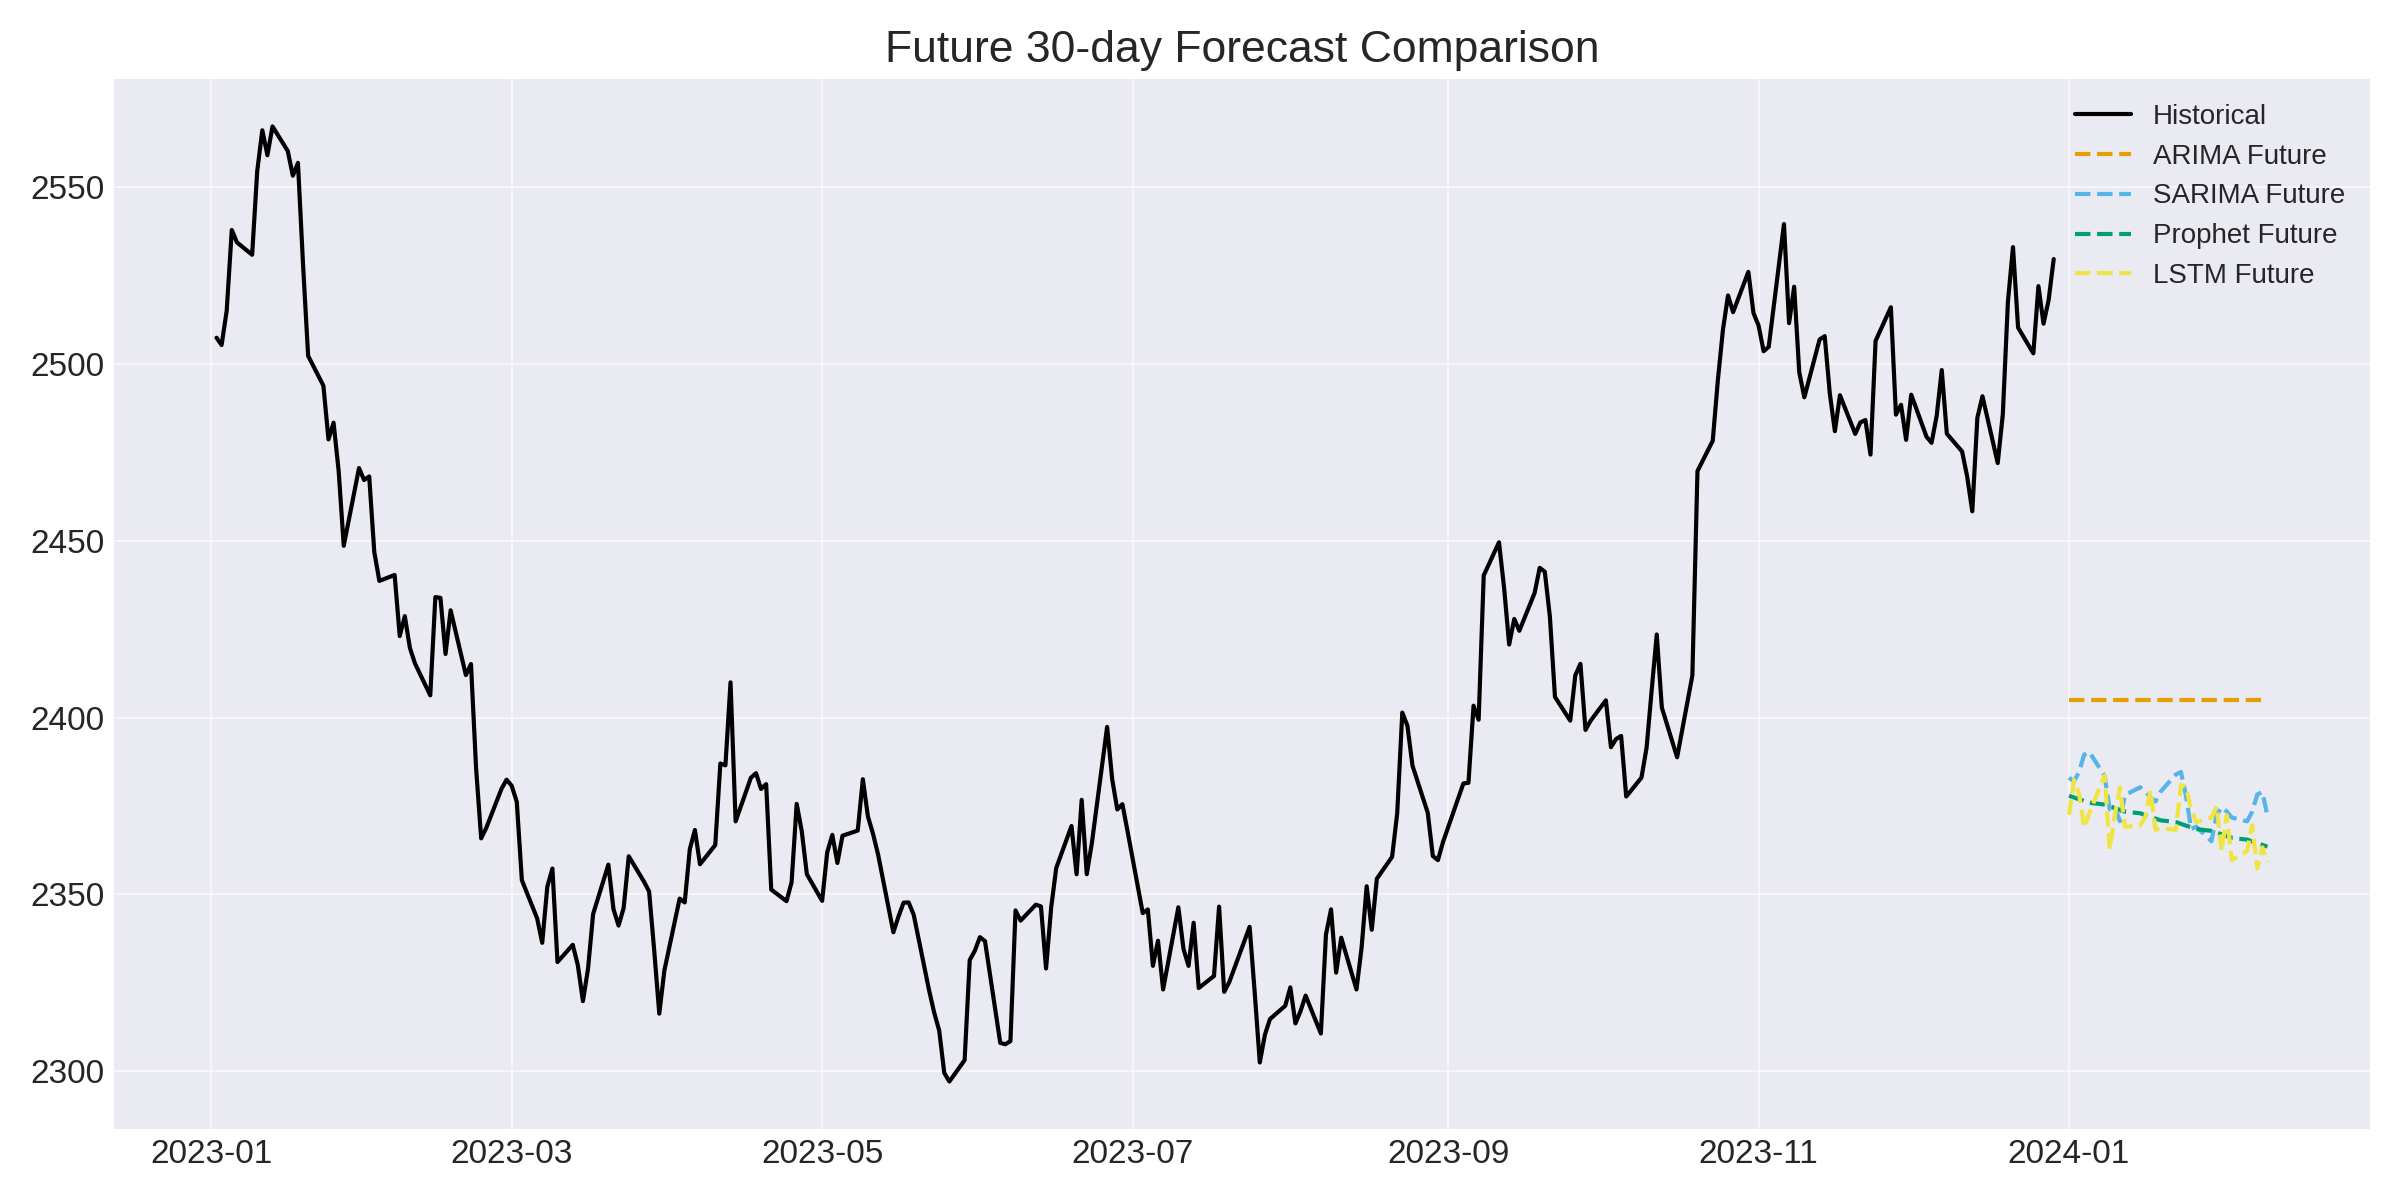 Future 30-day Forecast Comparison
Historical
ARIMA Future
SARIMA Future
Prophet Future
LSTM Future
2550
2500
2450
2400
2350
2300
2023-01 2023-03 2023-05 2023-07 2023-09 2023-11 2024-01